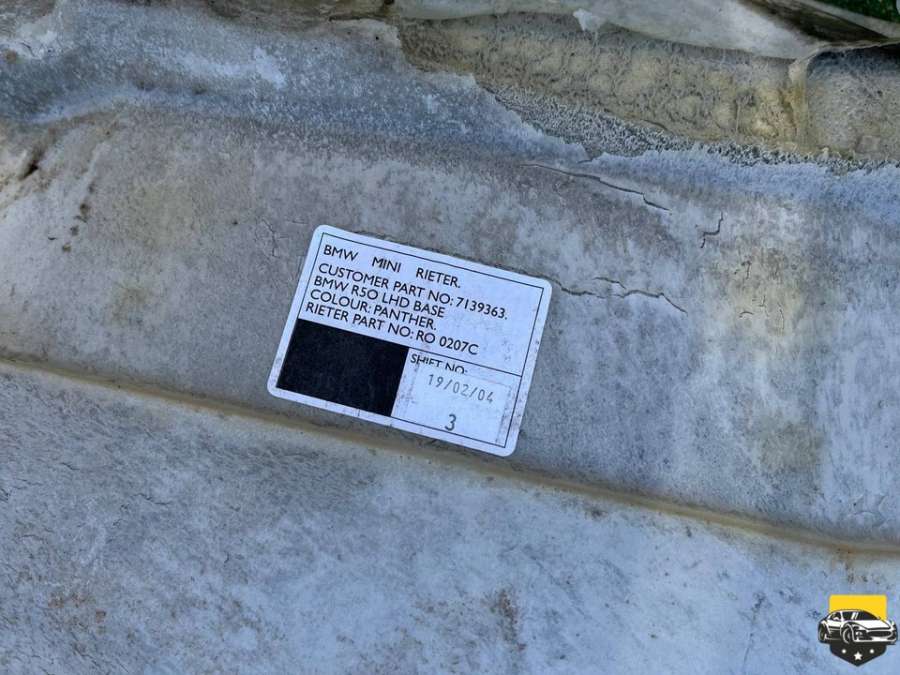 BMW MINI RIETER.
CUSTOMER PART NO: 7139363.
BMW R50 LHD BASE
COLOUR: PANTHER.
RIETER PART NO: RO 0207C
SHIFT NO:
19/02/04
3